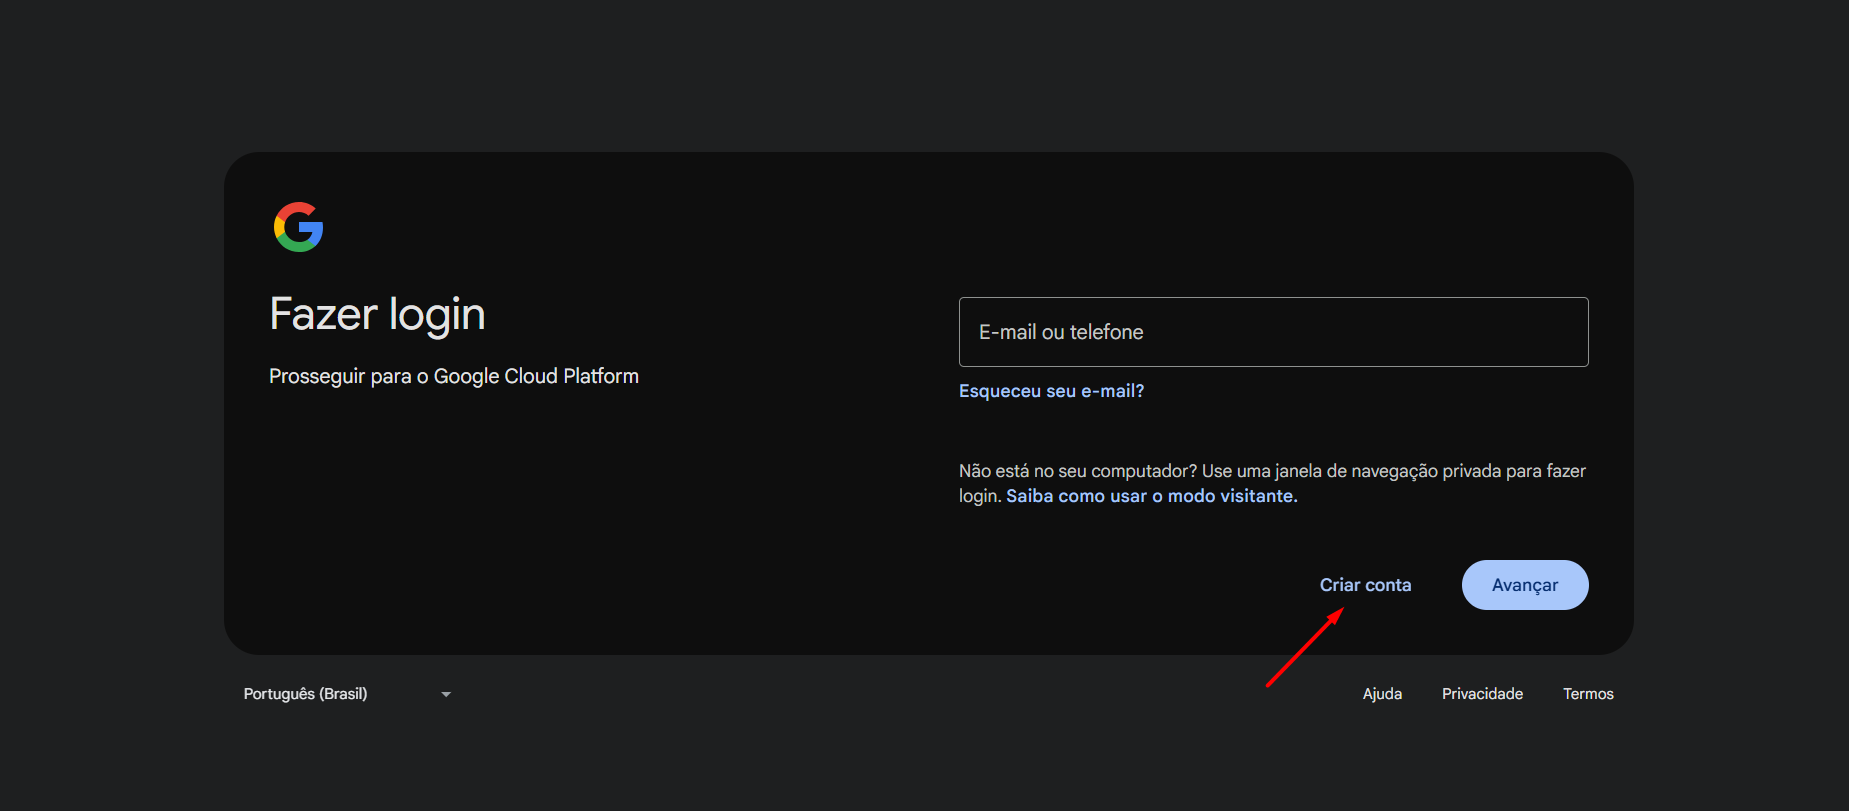 Fazer login
Prosseguir para o Google Cloud Platform
E-mail ou telefone
Esqueceu seu e-mail?
Não está no seu computador? Use uma janela de navegação privada para fazer
login. Saiba como usar o modo visitante.
Criar conta
Avançar
Português (Brasil)
Ajuda
Privacidade
Termos